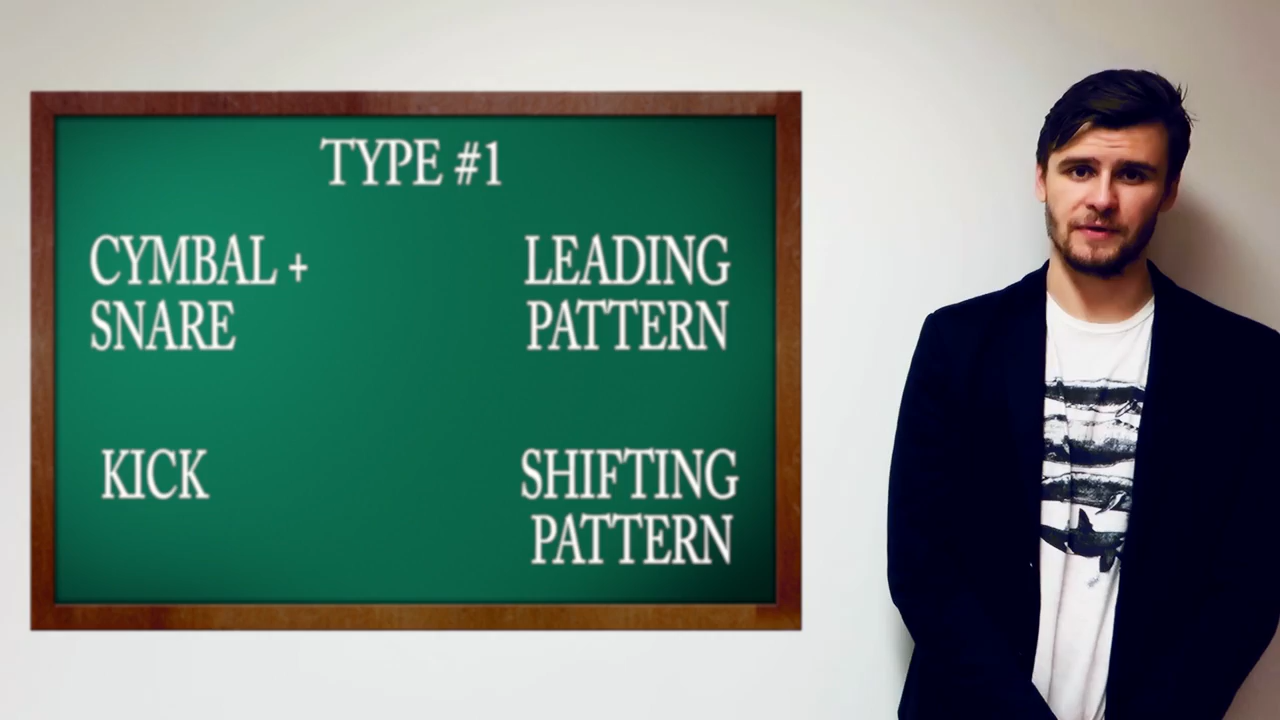 TYPE #1
CYMBAL +
SNARE
LEADING
PATTERN
KICK
SHIFTING
PATTERN